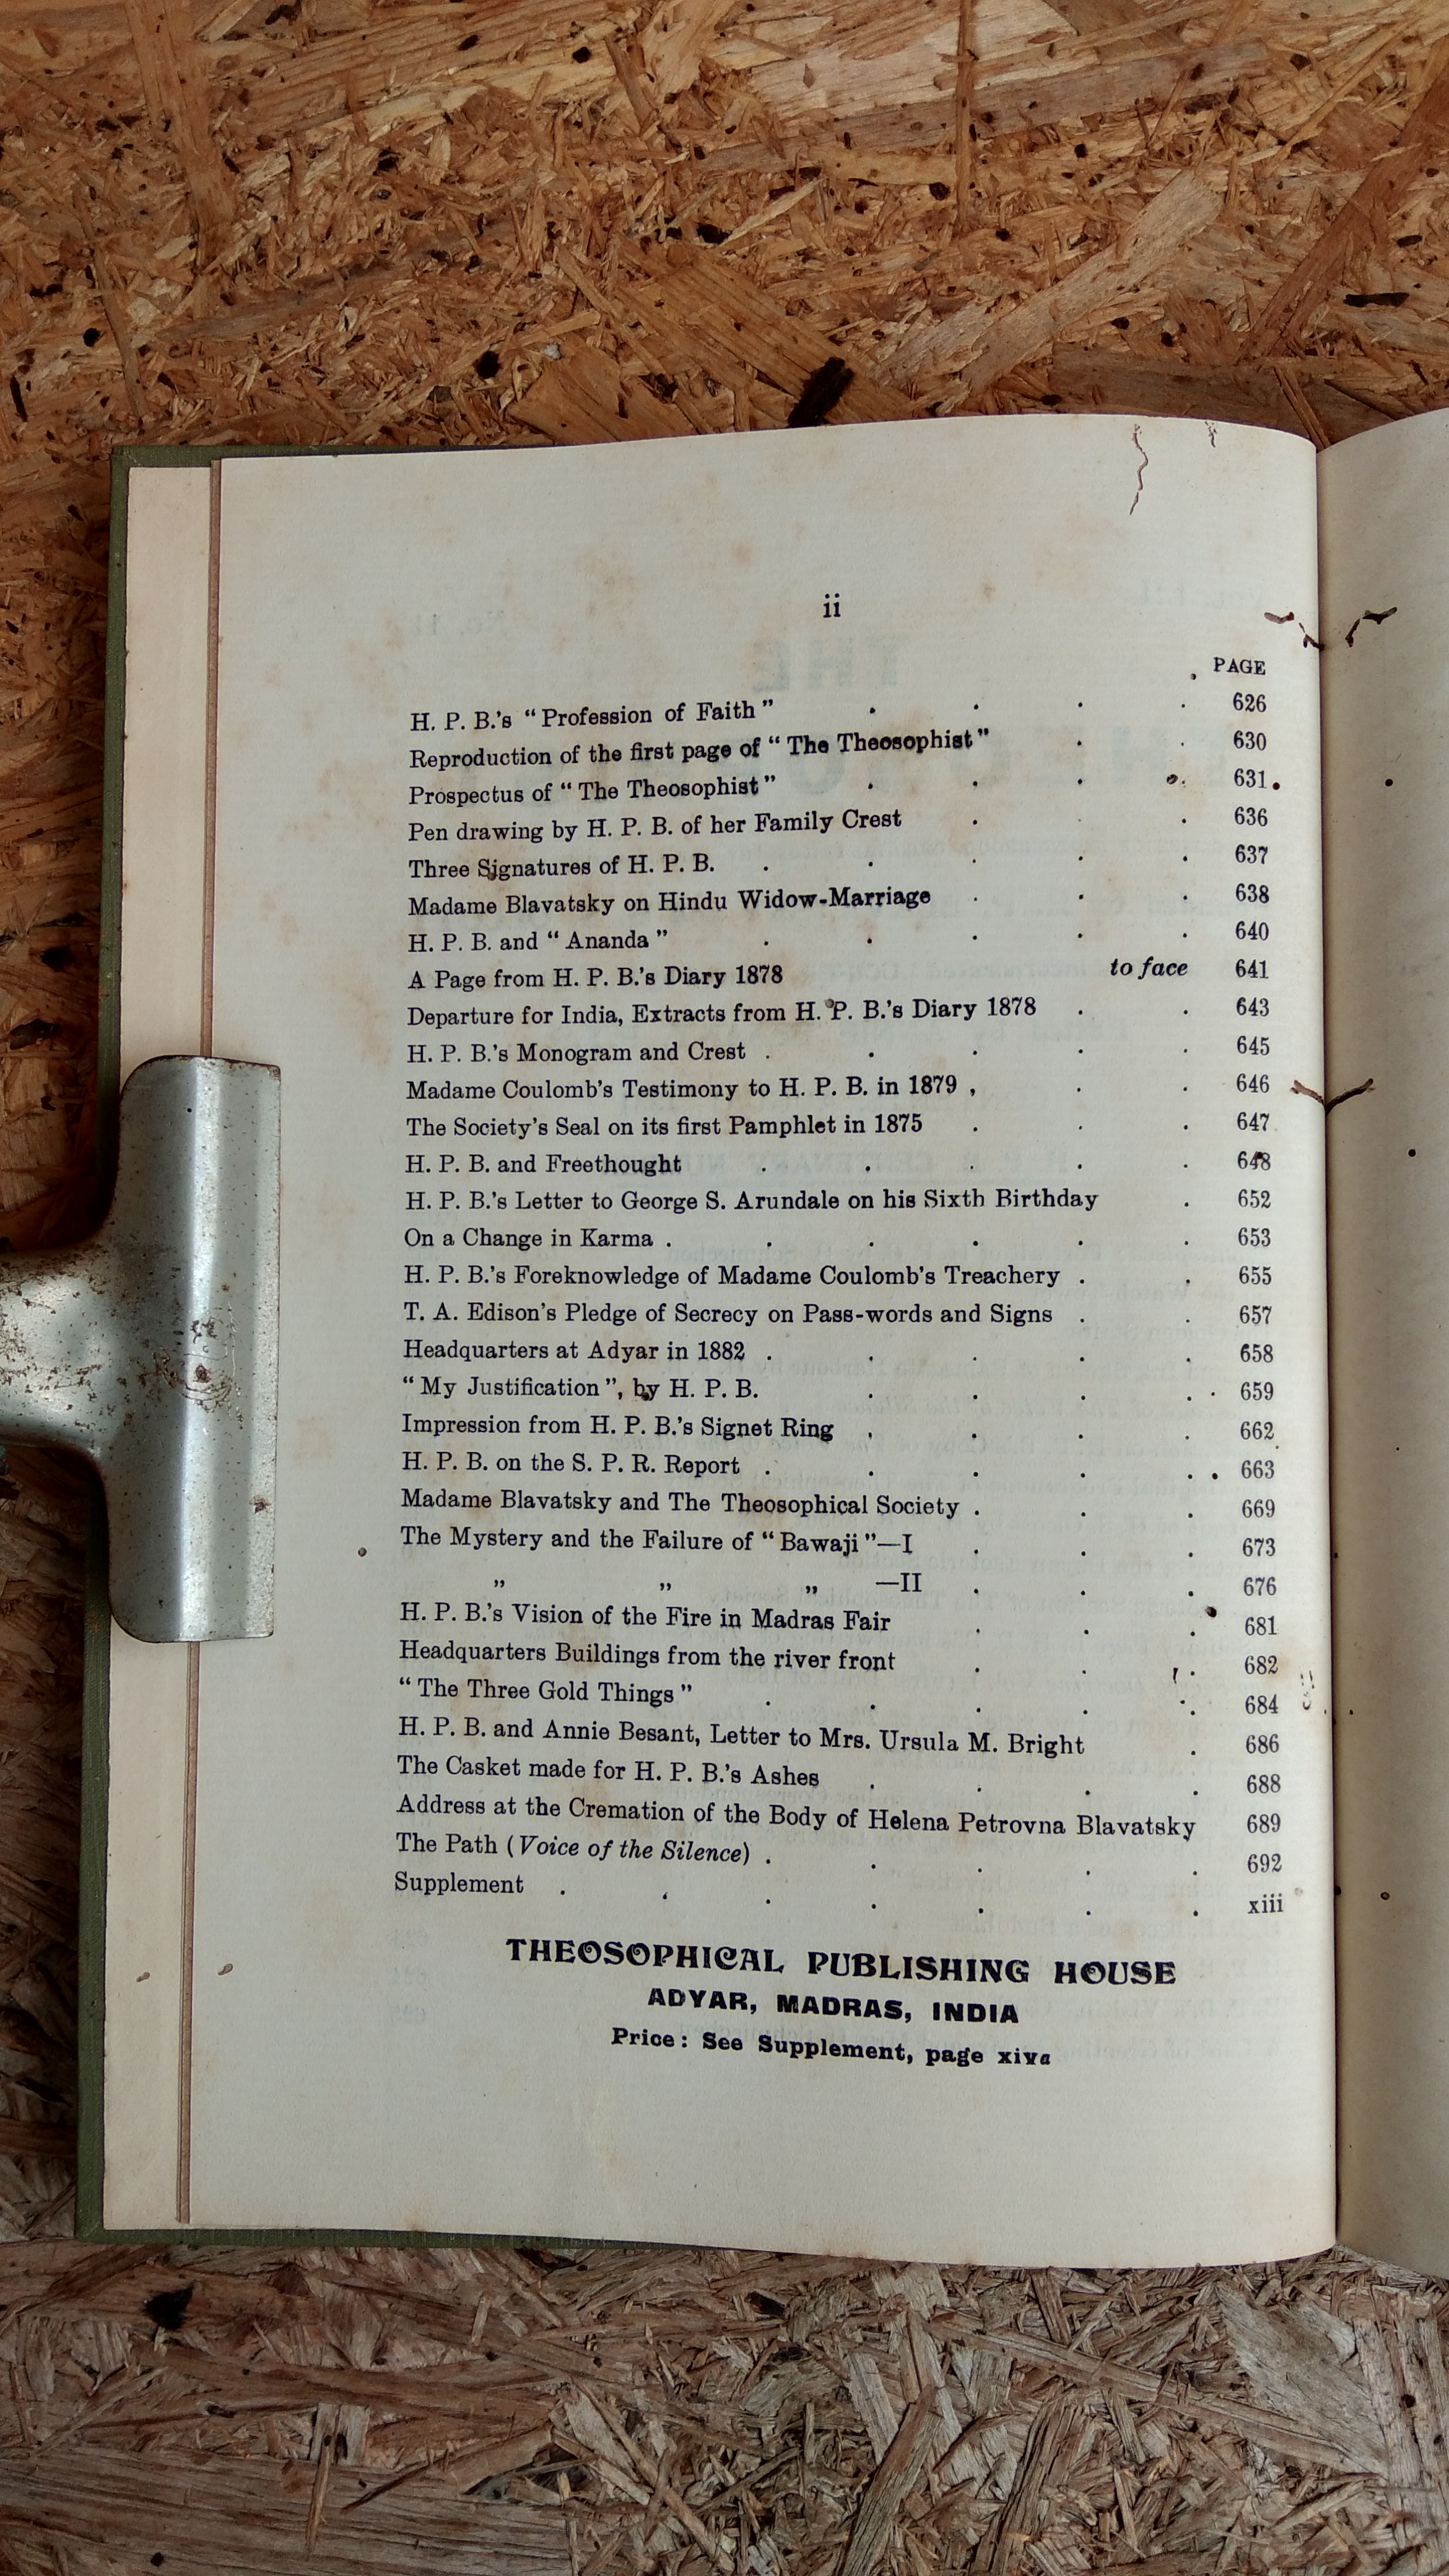 ii
PAGE
H. P. B.'s “Profession of Faith” . . . . 626
Reproduction of the first page of “The Theosophist” . . 630
Prospectus of “The Theosophist” . . . . 631
Pen drawing by H. P. B. of her Family Crest . . . 636
Three Signatures of H. P. B. . . . . . 637
Madame Blavatsky on Hindu Widow-Marriage . . . 638
H. P. B. and “Ananda” . . . . . 640
A Page from H. P. B.'s Diary 1878 to face 641
Departure for India, Extracts from H. P. B.'s Diary 1878 . . 643
H. P. B.'s Monogram and Crest . . . . . 645
Madame Coulomb's Testimony to H. P. B. in 1879 , . . 646
The Society's Seal on its first Pamphlet in 1875 . . . 647
H. P. B. and Freethought . . . . . 648
H. P. B.'s Letter to George S. Arundale on his Sixth Birthday . 652
On a Change in Karma . . . . . . 653
H. P. B.'s Foreknowledge of Madame Coulomb's Treachery . . 655
T. A. Edison's Pledge of Secrecy on Pass-words and Signs . . 657
Headquarters at Adyar in 1882 . . . . . 658
“My Justification”, by H. P. B. . . . . 659
Impression from H. P. B.'s Signet Ring . . . . 662
H. P. B. on the S. P. R. Report . . . . . 663
Madame Blavatsky and The Theosophical Society . . . 669
The Mystery and the Failure of “Bawaji”—I . . . 673
” ” ” —II . . . 676
H. P. B.'s Vision of the Fire in Madras Fair . . . 681
Headquarters Buildings from the river front . . . 682
“The Three Gold Things” . . . . . 684
H. P. B. and Annie Besant, Letter to Mrs. Ursula M. Bright . 686
The Casket made for H. P. B.'s Ashes . . . . 688
Address at the Cremation of the Body of Helena Petrovna Blavatsky 689
The Path (Voice of the Silence) . . . . . 692
Supplement . . . . . . . xiii
THEOSOPHICAL PUBLISHING HOUSE
ADYAR, MADRAS, INDIA
Price: See Supplement, page xiva